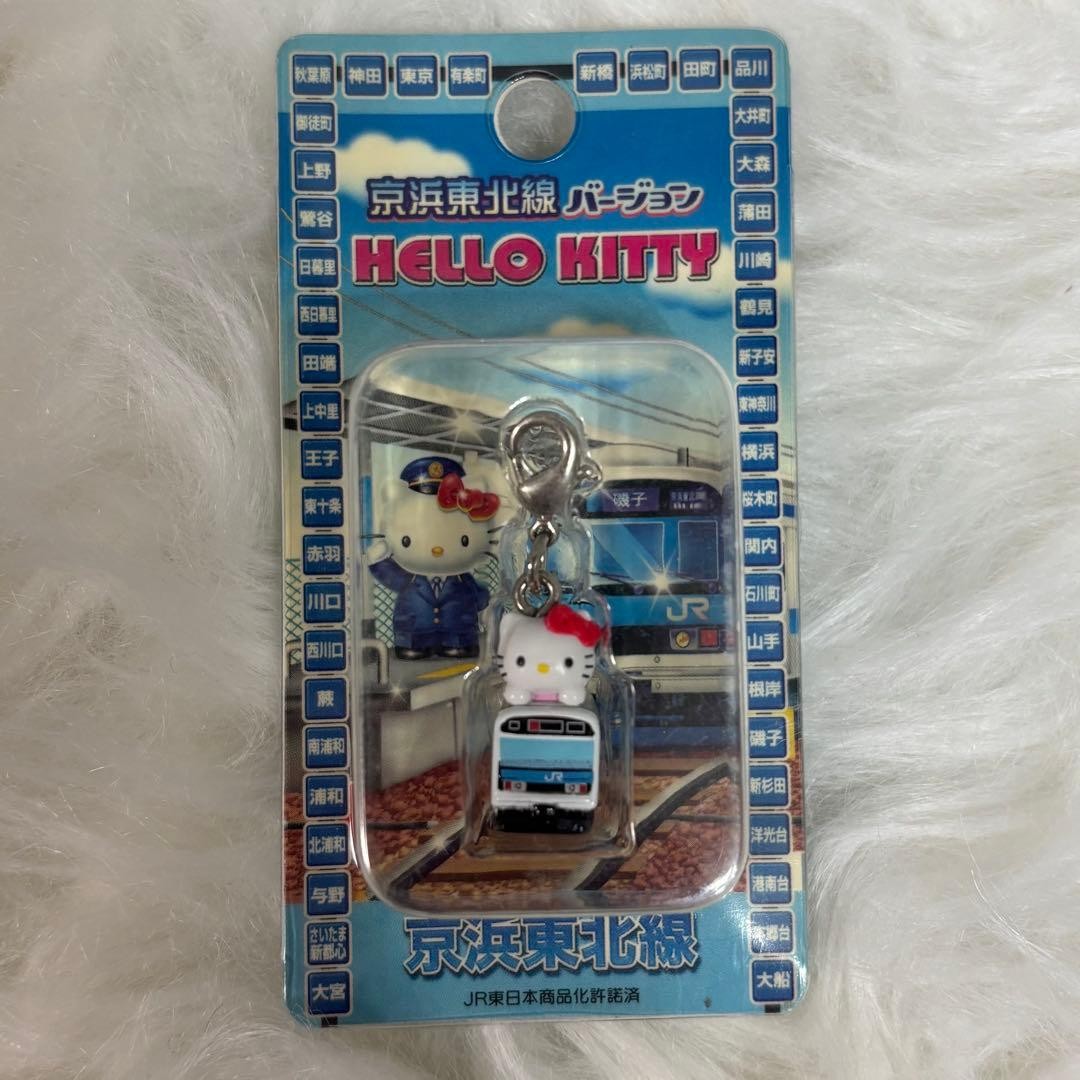 秋葉原
神田
東京
有楽町
新橋
浜松町
田町
品川
御徒町
上野
鶯谷
日暮里
西日暮里
田端
上中里
王子
東十条
赤羽
川口
西川口
蕨
南浦和
浦和
北浦和
与野
さいたま
新都心
大宮
大井町
大森
蒲田
川崎
鶴見
新子安
東神奈川
横浜
桜木町
関内
石川町
山手
根岸
磯子
新杉田
洋光台
港南台
郷台
大船
京浜東北線 バージョン
HELLO KITTY
磯子
JR
JR
京浜東北線
JR東日本商品化許諾済